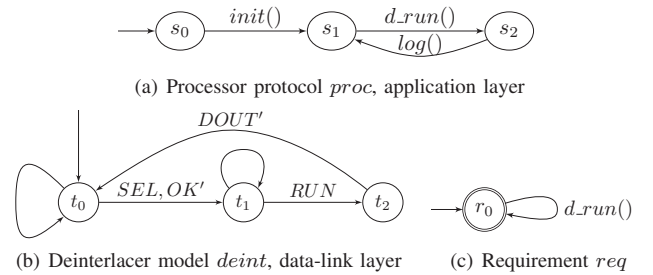 s₀ init() s₁ d_run() s₂
log()
(a) Processor protocol proc, application layer
DOUT′
t₀ SEL, OK′ t₁ RUN t₂
r₀ d_run()
(b) Deinterlacer model deint, data-link layer
(c) Requirement req